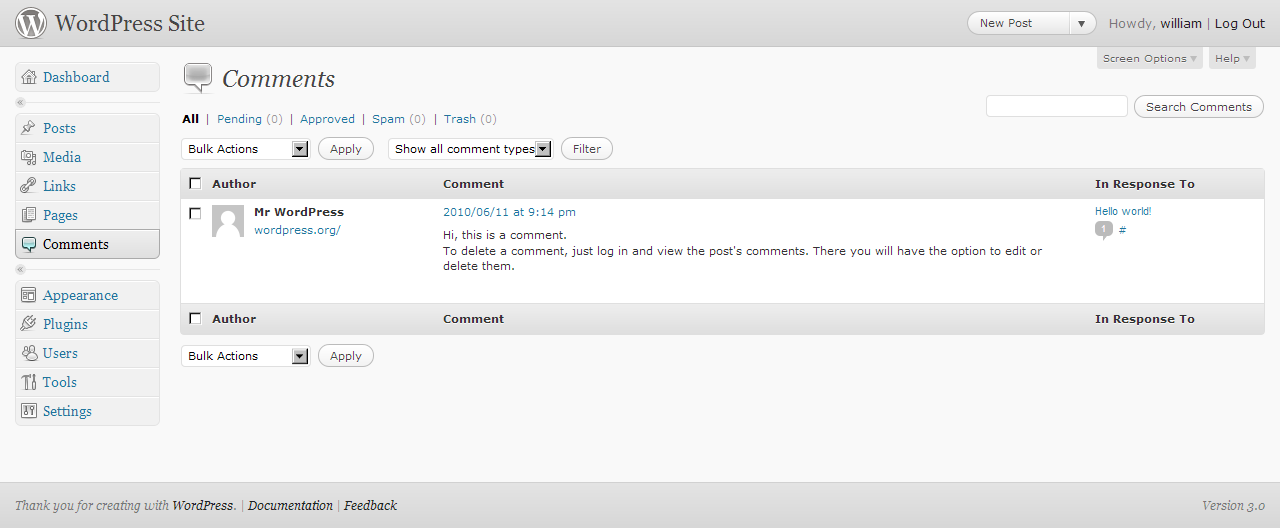 WordPress Site
New Post
Howdy, william | Log Out
Screen Options
Help
Dashboard
Posts
Media
Links
Pages
Comments
Appearance
Plugins
Users
Tools
Settings
Comments
Search Comments
All | Pending (0) | Approved | Spam (0) | Trash (0)
Bulk Actions
Apply
Show all comment types
Filter
Author
Comment
In Response To
Mr WordPress
wordpress.org/
2010/06/11 at 9:14 pm
Hi, this is a comment.
To delete a comment, just log in and view the post's comments. There you will have the option to edit or
delete them.
Hello world!
1 #
Author
Comment
In Response To
Bulk Actions
Apply
Thank you for creating with WordPress. | Documentation | Feedback
Version 3.0